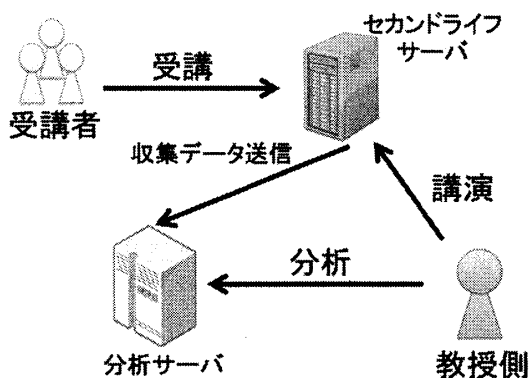 セカンドライフ
サーバ
受講
受講者
収集データ送信
講演
分析
分析サーバ
教授側